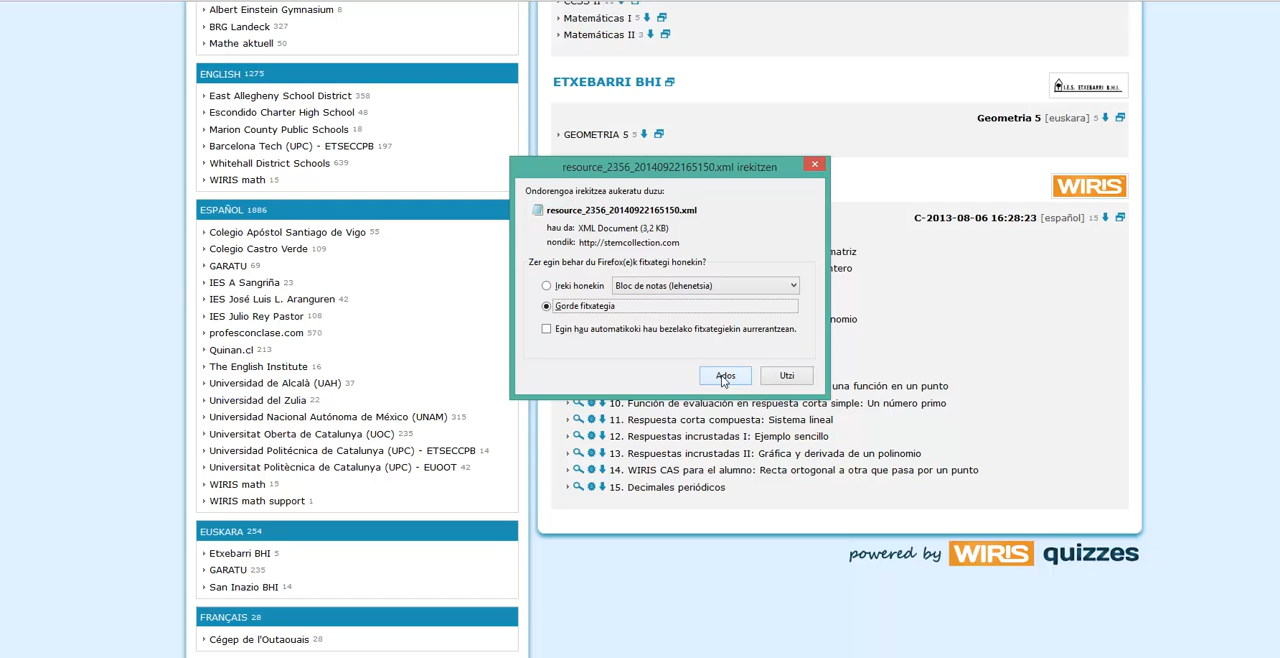 Albert Einstein Gymnasium 8
BRG Landeck 327
Mathe aktuell 50
ENGLISH 1275
East Allegheny School District 358
Escondido Charter High School 48
Marion County Public Schools 18
Barcelona Tech (UPC) - ETSECCPB 197
Whitehall District Schools 639
WIRIS math 15
ESPAÑOL 1886
Colegio Apóstol Santiago de Vigo 55
Colegio Castro Verde 109
GARATU 69
IES A Sangriña 23
IES José Luis L. Aranguren 42
IES Julio Rey Pastor 108
profesconclase.com 570
Quinan.cl 213
The English Institute 16
Universidad de Alcalà (UAH) 37
Universidad del Zulia 22
Universidad Nacional Autónoma de México (UNAM) 315
Universitat Oberta de Catalunya (UOC) 235
Universidad Politécnica de Catalunya (UPC) - ETSECCPB 14
Universitat Politècnica de Catalunya (UPC) - EUOOT 42
WIRIS math 15
WIRIS math support 1
EUSKARA 254
Etxebarri BHI 5
GARATU 235
San Inazio BHI 14
FRANÇAIS 28
Cégep de l'Outaouais 28
Matemáticas I 5
Matemáticas II 3
ETXEBARRI BHI
I.E.S. ETXEBARRI B.H.I.
Geometria 5 [euskara] 5
GEOMETRIA 5 5
WIRIS
C-2013-08-06 16:28:23 [español] 15
matriz
ntero
nomio
una función en un punto
10. Función de evaluación en respuesta corta simple: Un número primo
11. Respuesta corta compuesta: Sistema lineal
12. Respuestas incrustadas I: Ejemplo sencillo
13. Respuestas incrustadas II: Gráfica y derivada de un polinomio
14. WIRIS CAS para el alumno: Recta ortogonal a otra que pasa por un punto
15. Decimales periódicos
powered by WIRIS quizzes
resource_2356_20140922165150.xml irekitzen
Ondorengoa irekitzea aukeratu duzu:
resource_2356_20140922165150.xml
hau da: XML Document (3,2 KB)
nondik: http://stemcollection.com
Zer egin behar du Firefox(e)k fitxategi honekin?
Ireki honekin Bloc de notas (lehenetsia)
Gorde fitxategia
Egin hau automatikoki hau bezelako fitxategiekin aurrerantzean.
Ados Utzi